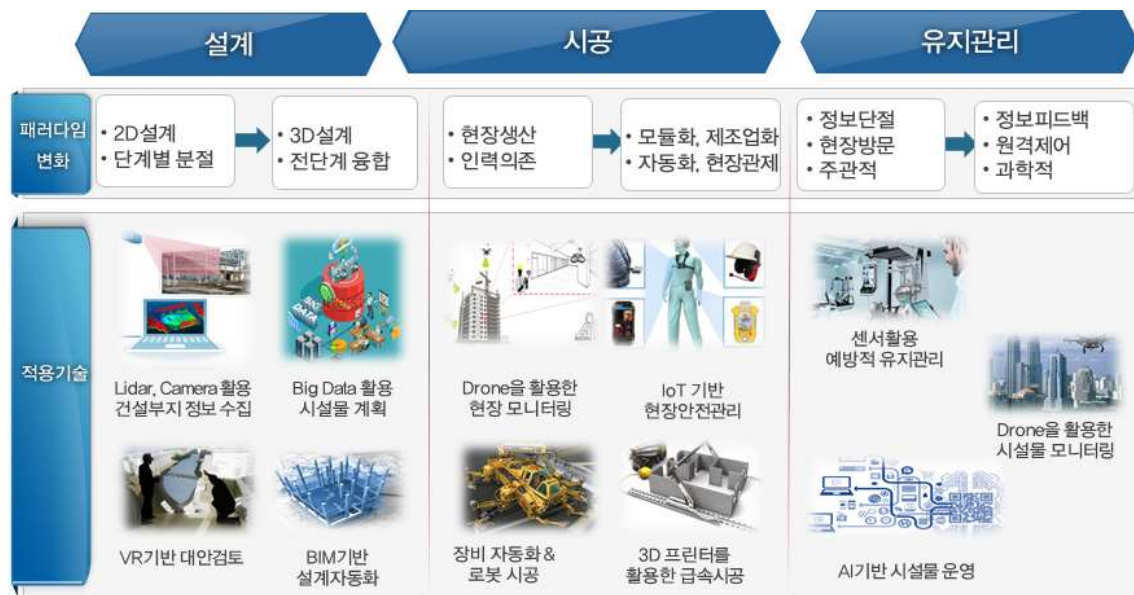 설계
시공
유지관리
패러다임
변화
• 2D설계
• 단계별 분절
• 3D설계
• 전단계 융합
• 현장생산
• 인력의존
• 모듈화, 제조업화
• 자동화, 현장관제
• 정보단절
• 현장방문
• 주관적
• 정보피드백
• 원격제어
• 과학적
적용기술
BIG
DATA
Lidar, Camera 활용
건설부지 정보 수집
Big Data 활용
시설물 계획
Drone을 활용한
현장 모니터링
IoT 기반
현장안전관리
센서활용
예방적 유지관리
Drone을 활용한
시설물 모니터링
VR기반 대안검토
BIM기반
설계자동화
장비 자동화 &
로봇 시공
3D 프린터를
활용한 급속시공
AI기반 시설물 운영